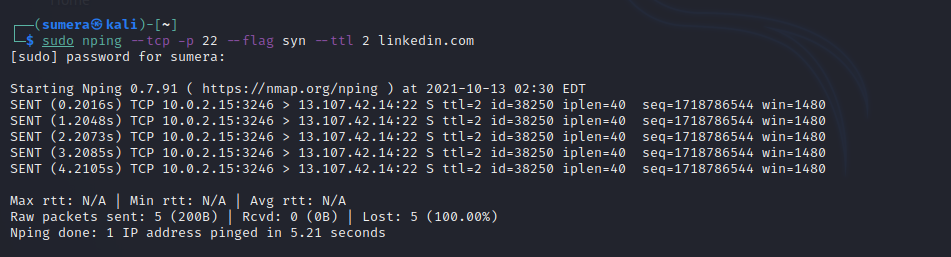 ┌──(sumera㉿kali)-[~]
└─$ sudo nping --tcp -p 22 --flag syn --ttl 2 linkedin.com
[sudo] password for sumera:
Starting Nping 0.7.91 ( https://nmap.org/nping ) at 2021-10-13 02:30 EDT
SENT (0.2016s) TCP 10.0.2.15:3246 > 13.107.42.14:22 S ttl=2 id=38250 iplen=40  seq=1718786544 win=1480
SENT (1.2048s) TCP 10.0.2.15:3246 > 13.107.42.14:22 S ttl=2 id=38250 iplen=40  seq=1718786544 win=1480
SENT (2.2073s) TCP 10.0.2.15:3246 > 13.107.42.14:22 S ttl=2 id=38250 iplen=40  seq=1718786544 win=1480
SENT (3.2085s) TCP 10.0.2.15:3246 > 13.107.42.14:22 S ttl=2 id=38250 iplen=40  seq=1718786544 win=1480
SENT (4.2105s) TCP 10.0.2.15:3246 > 13.107.42.14:22 S ttl=2 id=38250 iplen=40  seq=1718786544 win=1480
Max rtt: N/A | Min rtt: N/A | Avg rtt: N/A
Raw packets sent: 5 (200B) | Rcvd: 0 (0B) | Lost: 5 (100.00%)
Nping done: 1 IP address pinged in 5.21 seconds